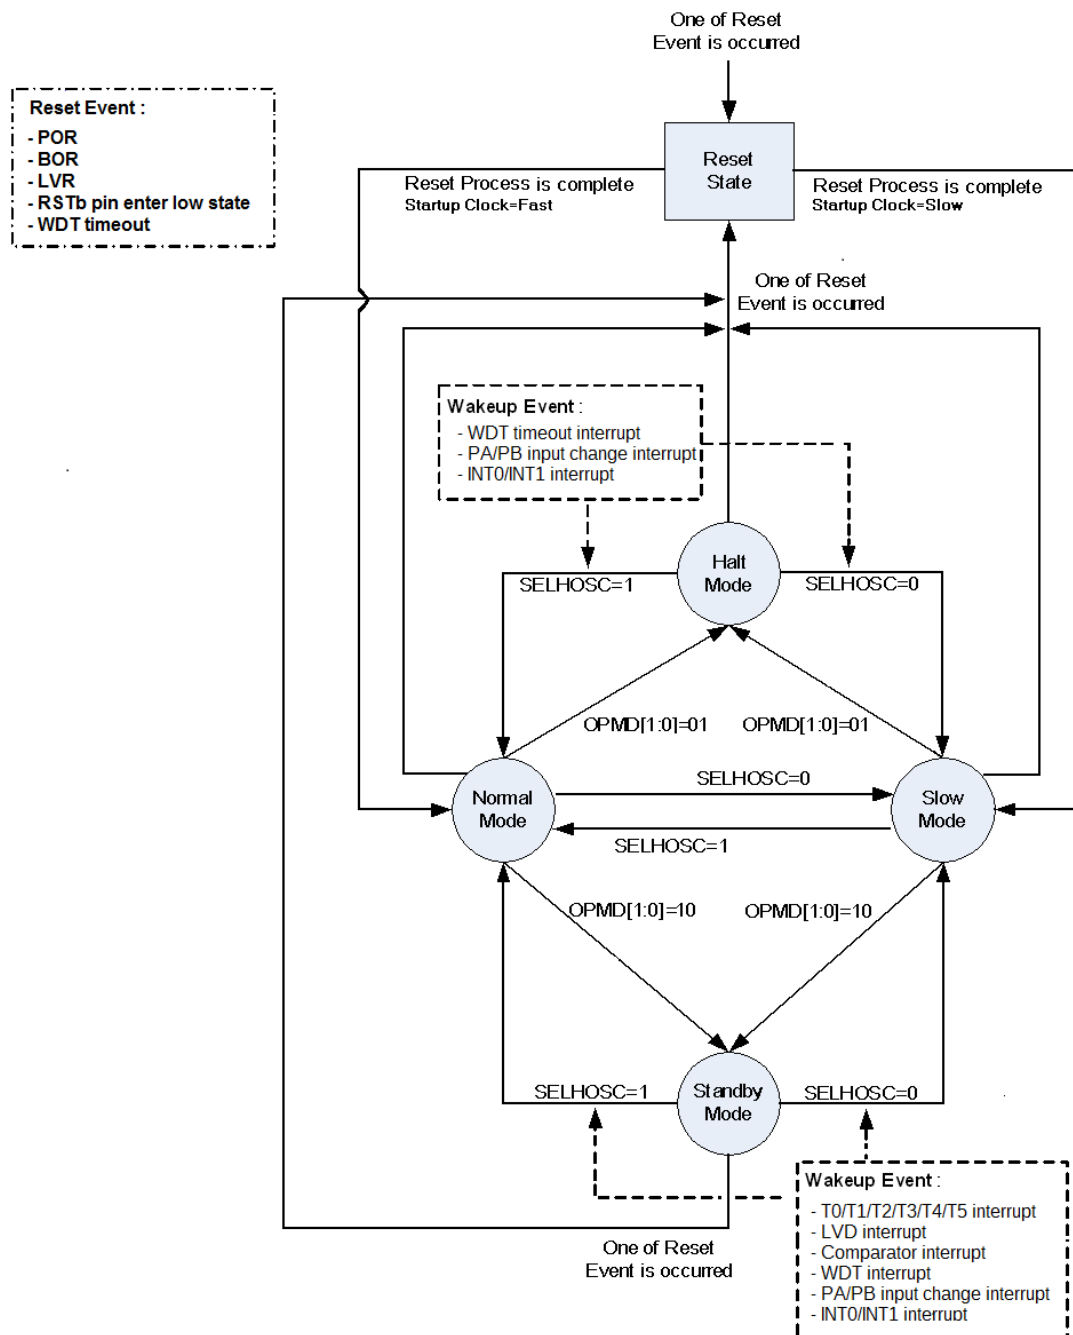 One of Reset
Event is occurred
Reset Event :
- POR
- BOR
- LVR
- RSTb pin enter low state
- WDT timeout
Reset
State
Reset Process is complete
Startup Clock=Fast
Reset Process is complete
Startup Clock=Slow
One of Reset
Event is occurred
Wakeup Event :
- WDT timeout interrupt
- PA/PB input change interrupt
- INT0/INT1 interrupt
Halt
Mode
SELHOSC=1
SELHOSC=0
OPMD[1:0]=01
OPMD[1:0]=01
SELHOSC=0
Normal
Mode
Slow
Mode
SELHOSC=1
OPMD[1:0]=10
OPMD[1:0]=10
SELHOSC=1
Standby
Mode
SELHOSC=0
Wakeup Event :
- T0/T1/T2/T3/T4/T5 interrupt
- LVD interrupt
- Comparator interrupt
- WDT interrupt
- PA/PB input change interrupt
- INT0/INT1 interrupt
One of Reset
Event is occurred